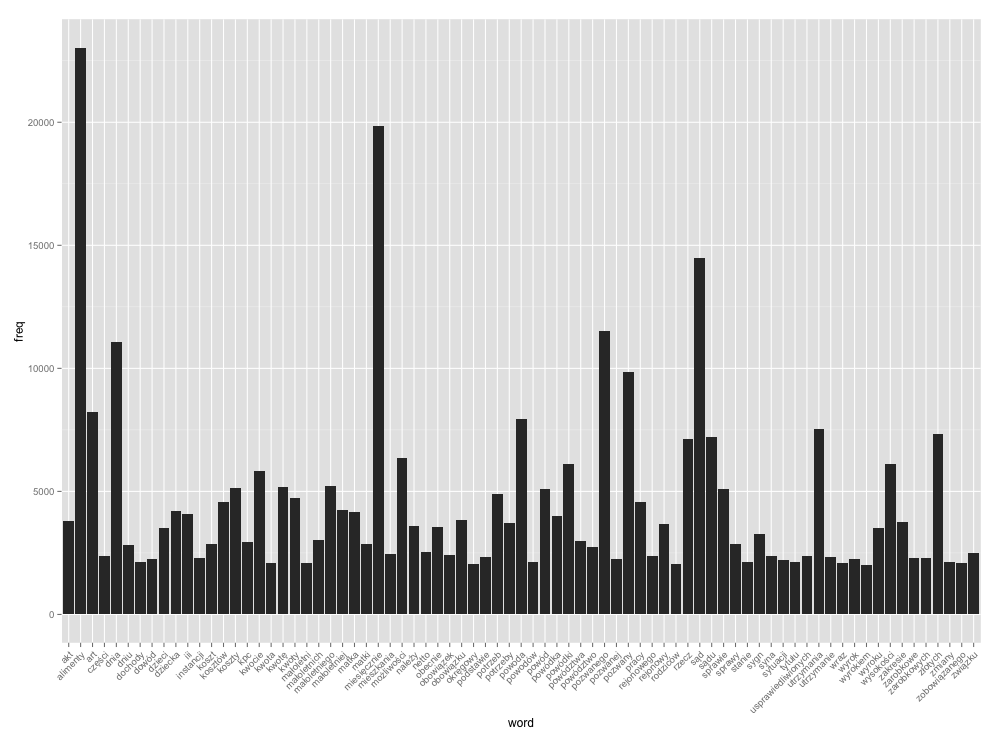 freq
20000
15000
10000
5000
0
akt
alimenty
art
części
dnia
dniu
dochody
dowód
dzieci
dziecka
iii
instancji
koszt
kosztów
koszty
kpc
kwocie
kwota
kwotę
kwoty
małoletni
małoletnich
małoletniego
małoletniej
matka
matki
miesięcznie
mieszkania
możliwości
należy
netto
obecnie
obowiązek
obowiązku
okręgowy
podstawie
potrzeb
potrzeby
powoda
powodów
powód
powódka
powódki
powództwa
powództwo
pozwanego
pozwanej
pozwany
pracy
rejonowego
rejonowy
rodziców
rzecz
sąd
sądu
sprawie
sprawy
stanie
sygn
syna
sytuacji
tytułu
usprawiedliwionych
utrzymania
utrzymanie
wraz
wyrok
wyrokiem
wyroku
wysokości
zakresie
zarobkowe
zarobkowych
złotych
zmiany
zobowiązanego
związku
word